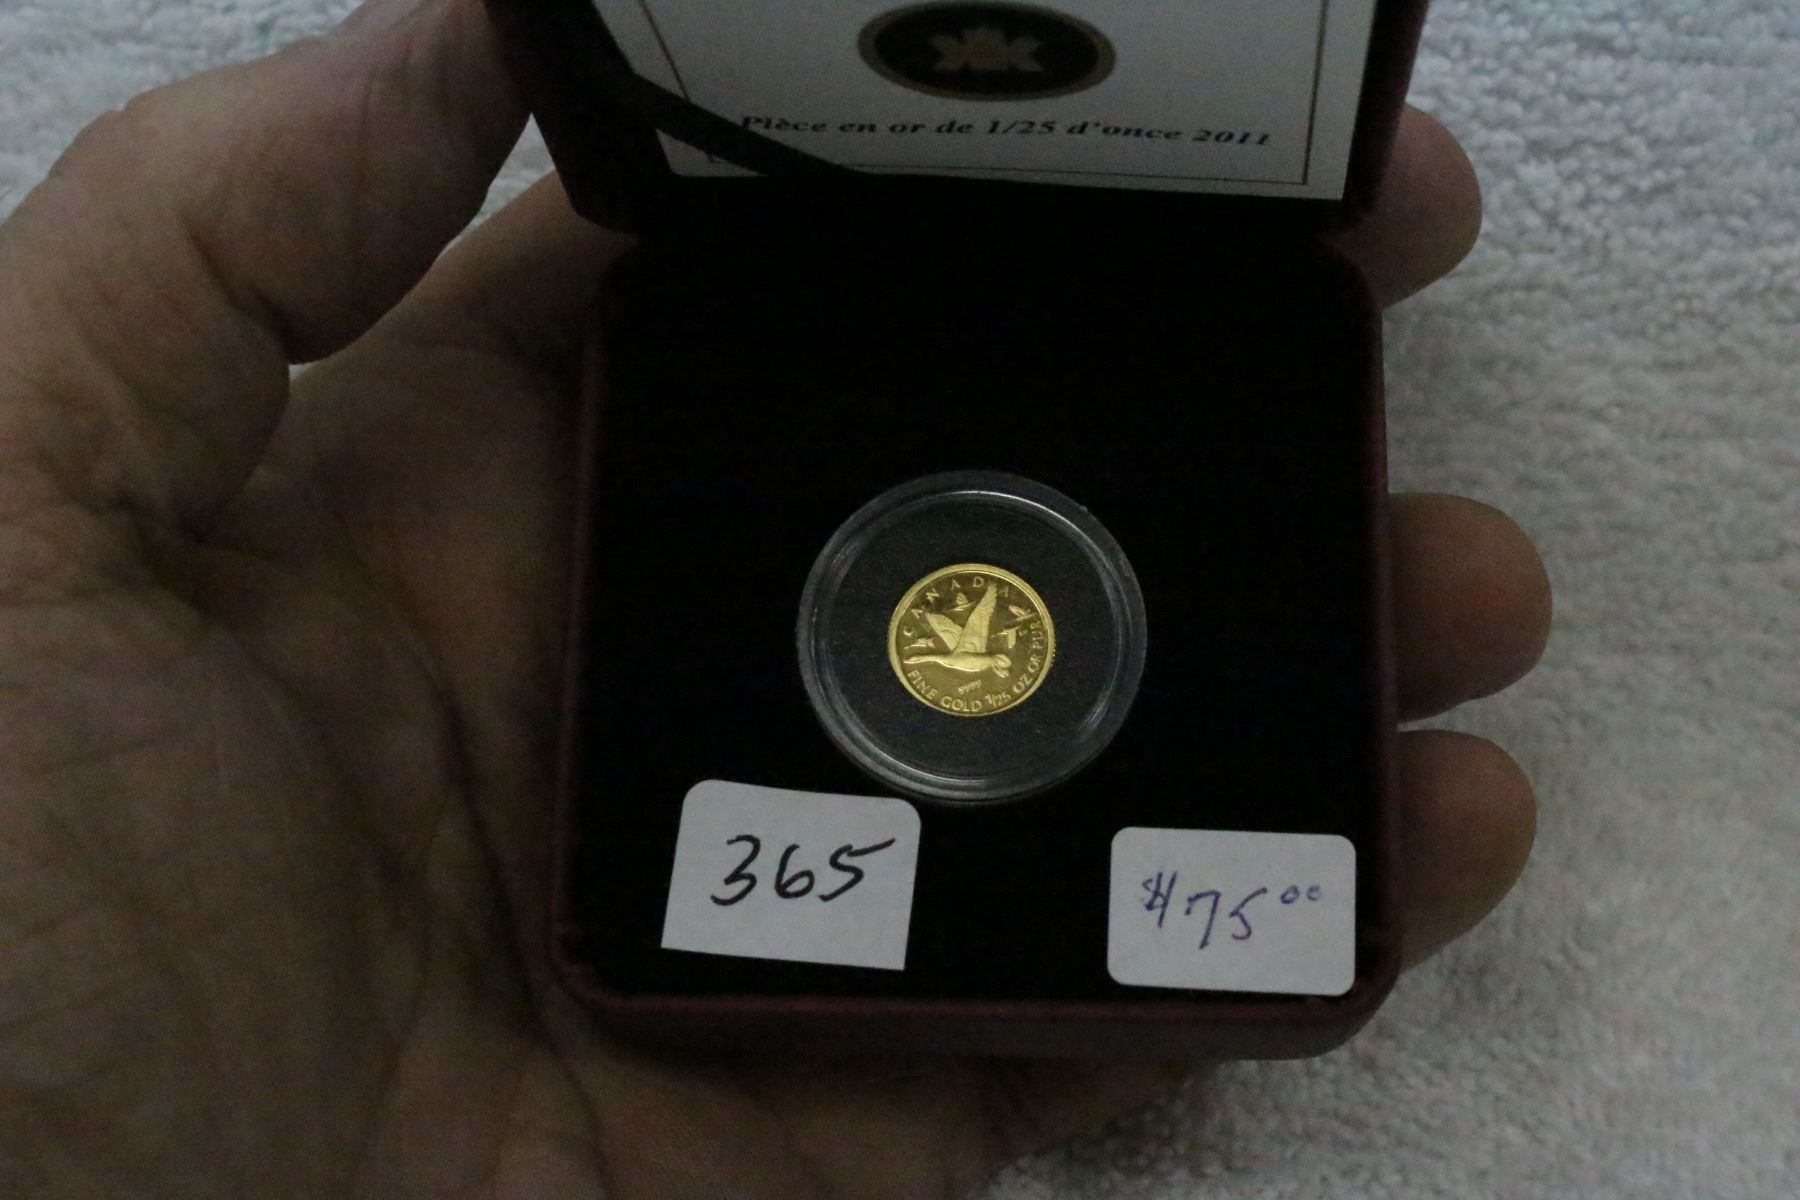 Pièce en or de 1/25 d'once 2011
CANADA
FINE GOLD 1/25 OZ OR PUR
9999
365
$75.00